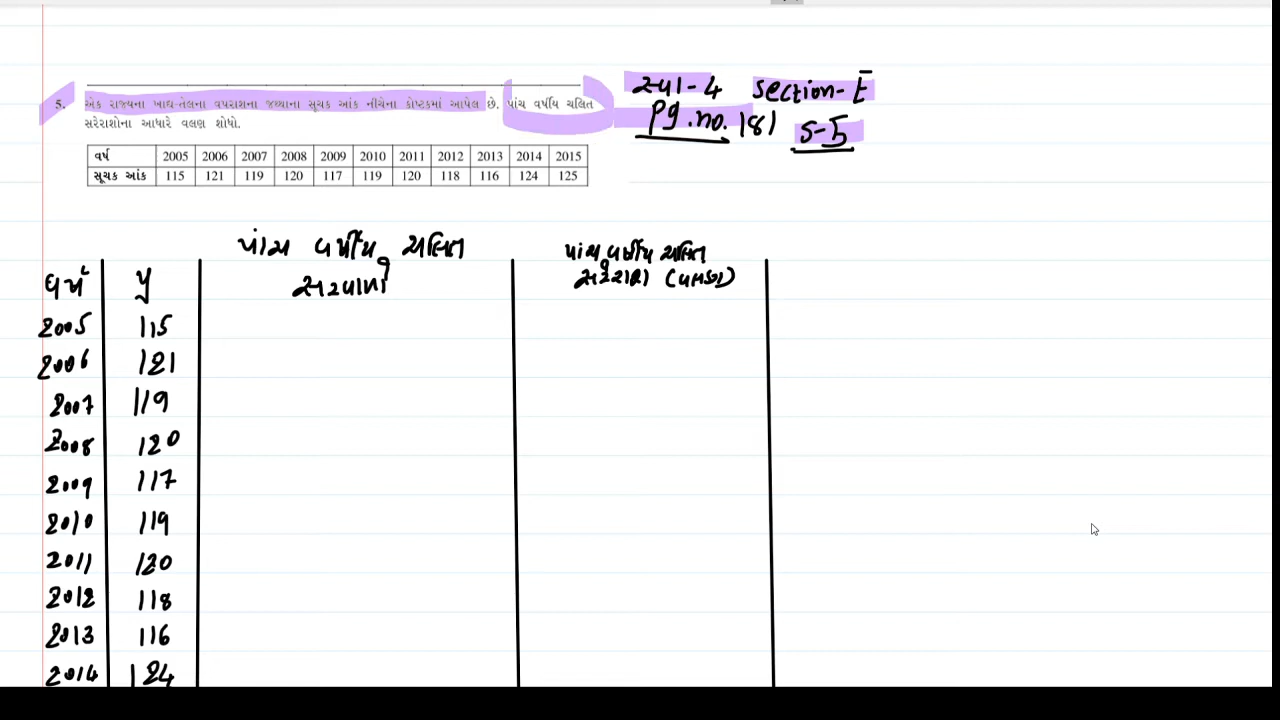 5. એક રાજ્યના ખાદ્ય-તેલના વપરાશના જથ્થાના સૂચક આંક નીચેના કોષ્ટકમાં આપેલ છે. પાંચ વર્ષીય ચલિત
સરેરાશોના આધારે વલણ શોધો.
વર્ષ 2005 2006 2007 2008 2009 2010 2011 2012 2013 2014 2015
સૂચક આંક 115 121 119 120 117 119 120 118 116 124 125
સ્વા-4 section-E
pg.no. 181 S-5
પાંચ વર્ષીય ચલિત
પાંચ વર્ષીય ચલિત
વર્ષ y
2005 115
2006 121
2007 119
2008 120
2009 117
2010 119
2011 120
2012 118
2013 116
2014 124